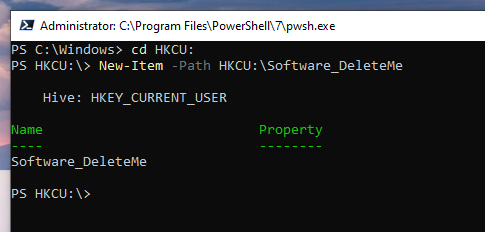 Administrator: C:\Program Files\PowerShell\7\pwsh.exe
PS C:\Windows> cd HKCU:
PS HKCU:\> New-Item -Path HKCU:\Software_DeleteMe
Hive: HKEY_CURRENT_USER
Name Property
---- --------
Software_DeleteMe
PS HKCU:\>